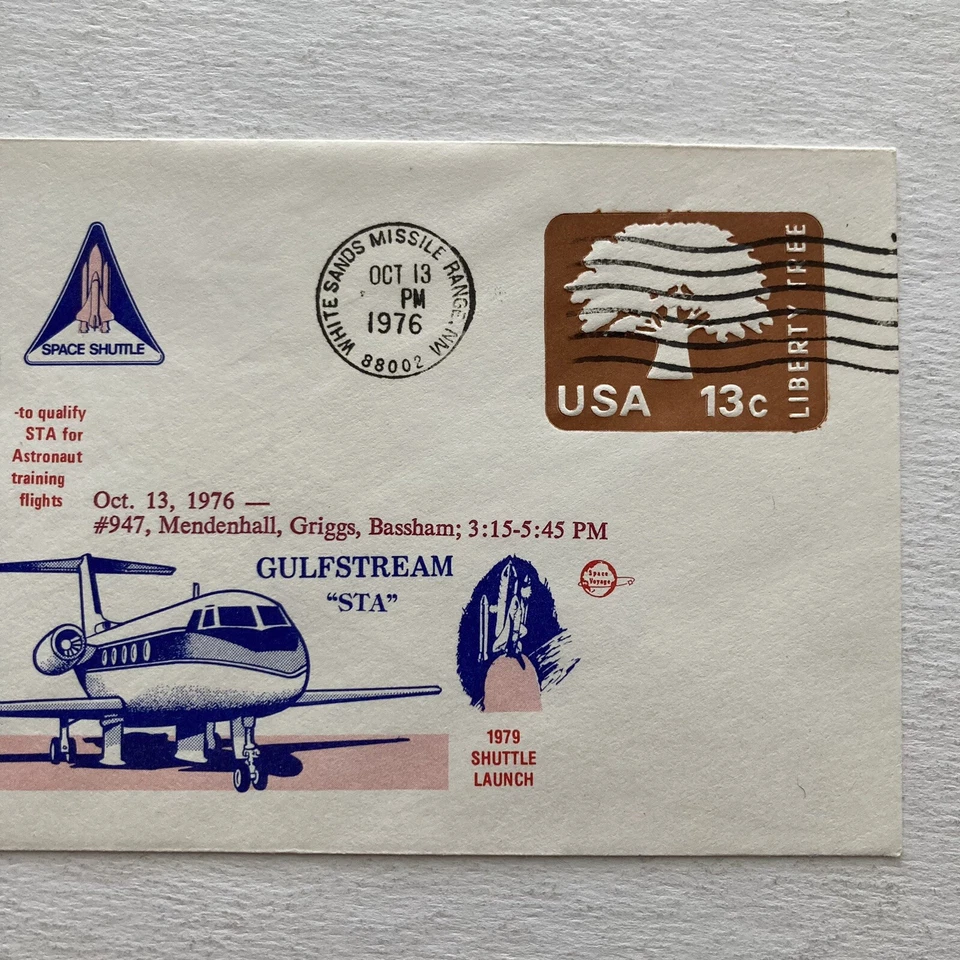 SPACE SHUTTLE
WHITE SANDS MISSILE RANGE, NM
OCT 13
PM
1976
88002
USA 13c
LIBERTY TREE
-to qualify
STA for
Astronaut
training
flights
Oct. 13, 1976 —
#947, Mendenhall, Griggs, Bassham; 3:15-5:45 PM
GULFSTREAM
“STA”
Space
Voyage
1979
SHUTTLE
LAUNCH